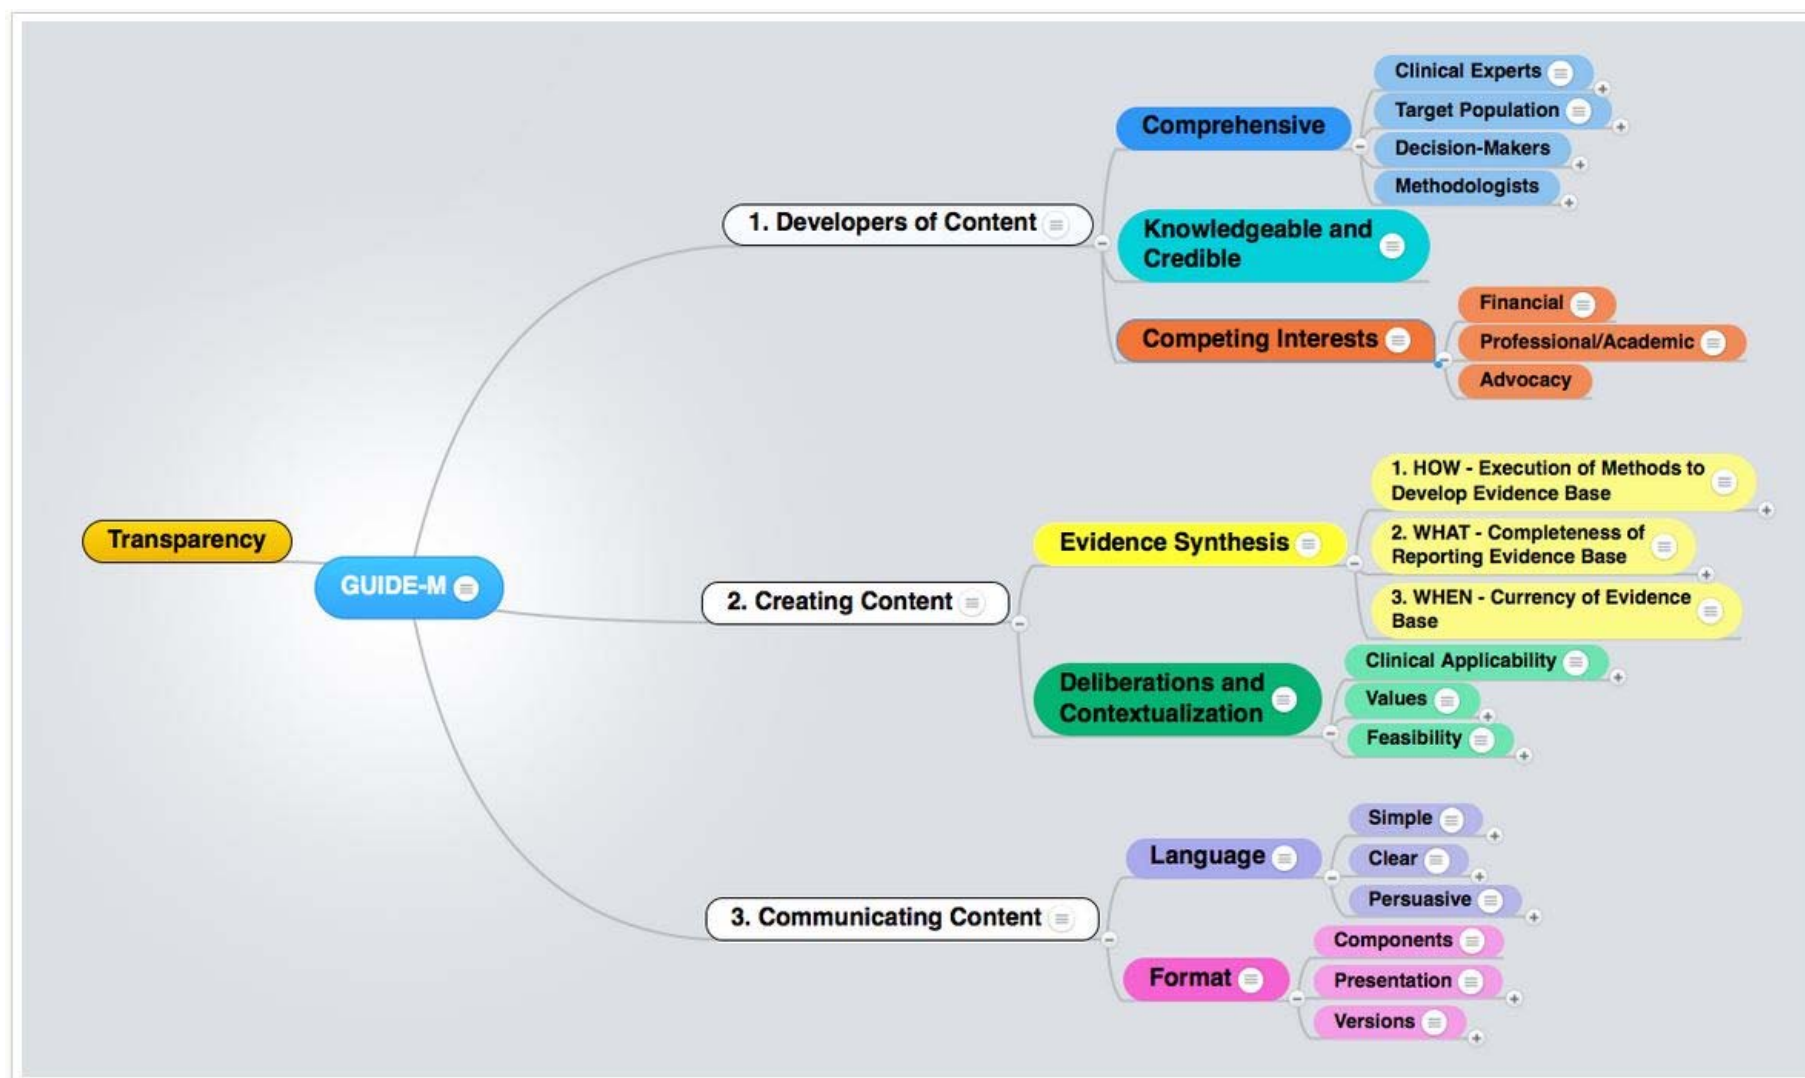 Transparency
GUIDE-M
1. Developers of Content
Comprehensive
Clinical Experts
Target Population
Decision-Makers
Methodologists
Knowledgeable and
Credible
Competing Interests
Financial
Professional/Academic
Advocacy
2. Creating Content
Evidence Synthesis
1. HOW - Execution of Methods to
Develop Evidence Base
2. WHAT - Completeness of
Reporting Evidence Base
3. WHEN - Currency of Evidence
Base
Deliberations and
Contextualization
Clinical Applicability
Values
Feasibility
3. Communicating Content
Language
Simple
Clear
Persuasive
Format
Components
Presentation
Versions